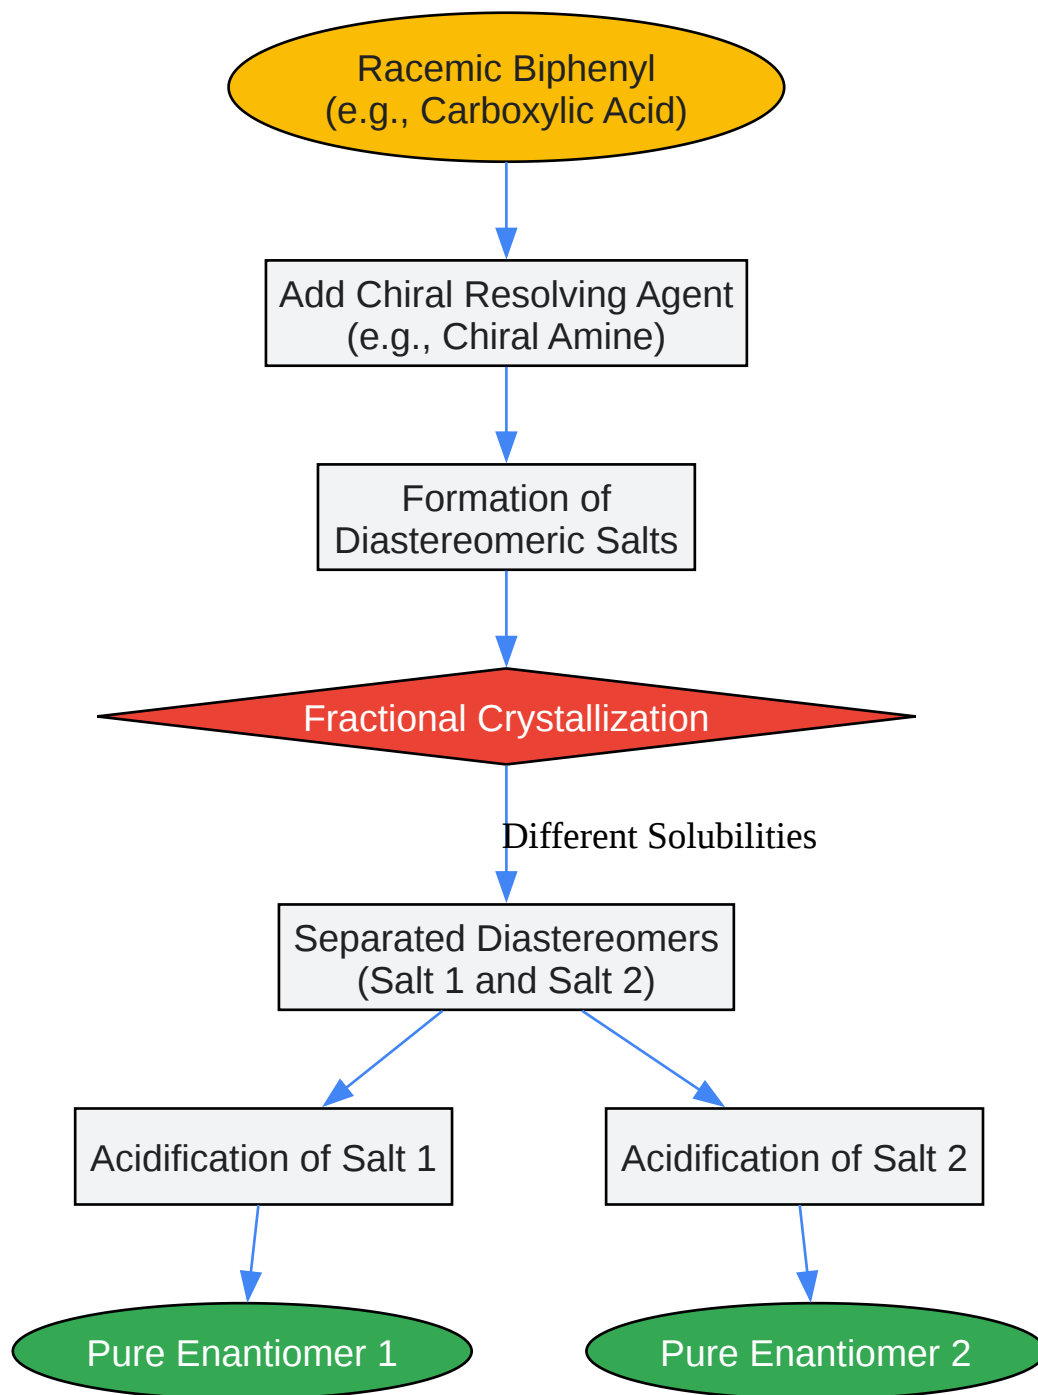 Racemic Biphenyl
(e.g., Carboxylic Acid)
Add Chiral Resolving Agent
(e.g., Chiral Amine)
Formation of
Diastereomeric Salts
Fractional Crystallization
Different Solubilities
Separated Diastereomers
(Salt 1 and Salt 2)
Acidification of Salt 1
Acidification of Salt 2
Pure Enantiomer 1
Pure Enantiomer 2